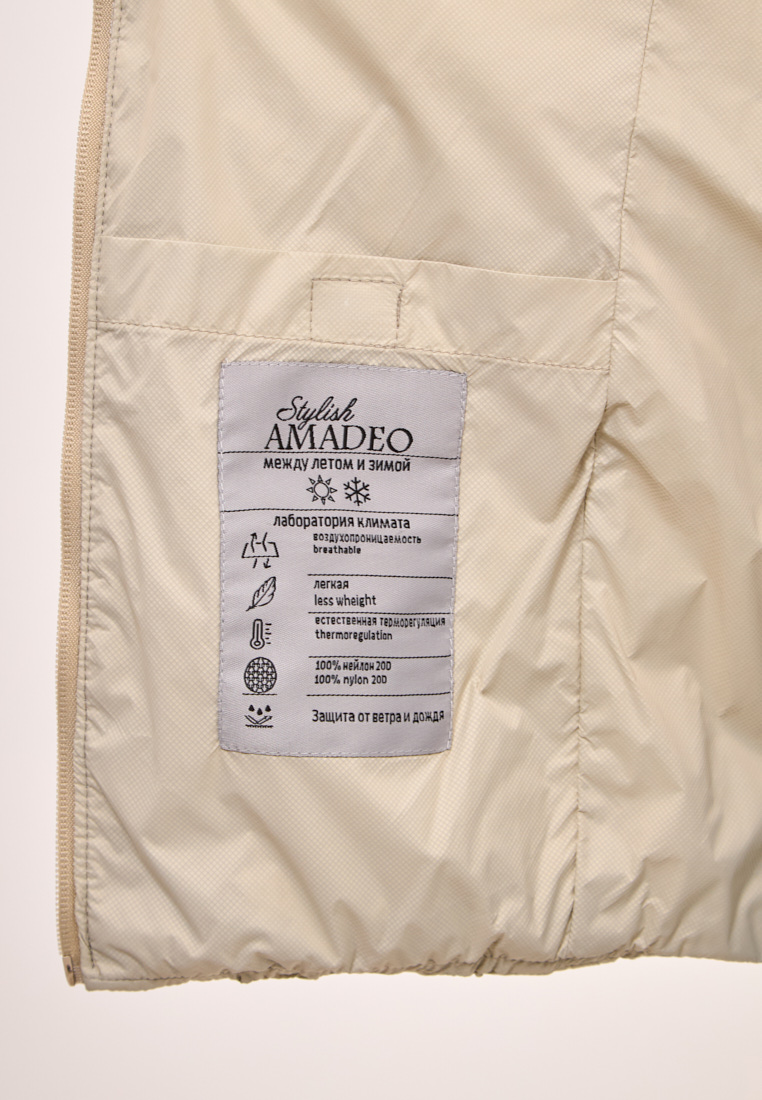 Stylish
AMADEO
между летом и зимой
лаборатория климата
воздухопроницаемость
breathable
легкая
less wheight
естественная терморегуляция
thermoregulation
100% нейлон 20D
100% nylon 20D
Защита от ветра и дождя